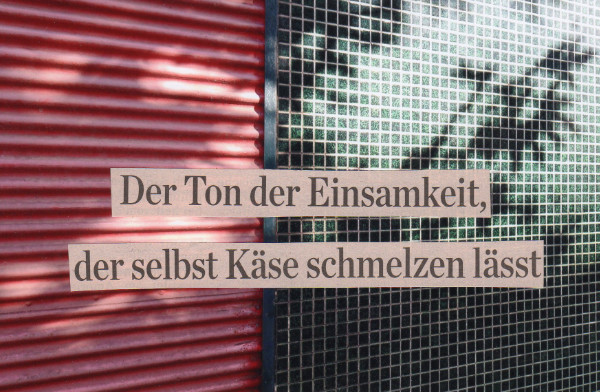 Der Ton der Einsamkeit,
der selbst Käse schmelzen lässt